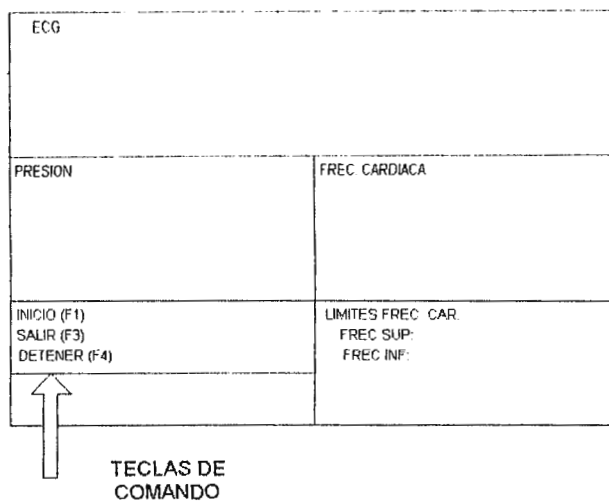 ECG
PRESION
FREC. CARDIACA
INICIO (F1)
SALIR (F3)
DETENER (F4)
LIMITES FREC. CAR.
FREC SUP:
FREC INF:
TECLAS DE
COMANDO